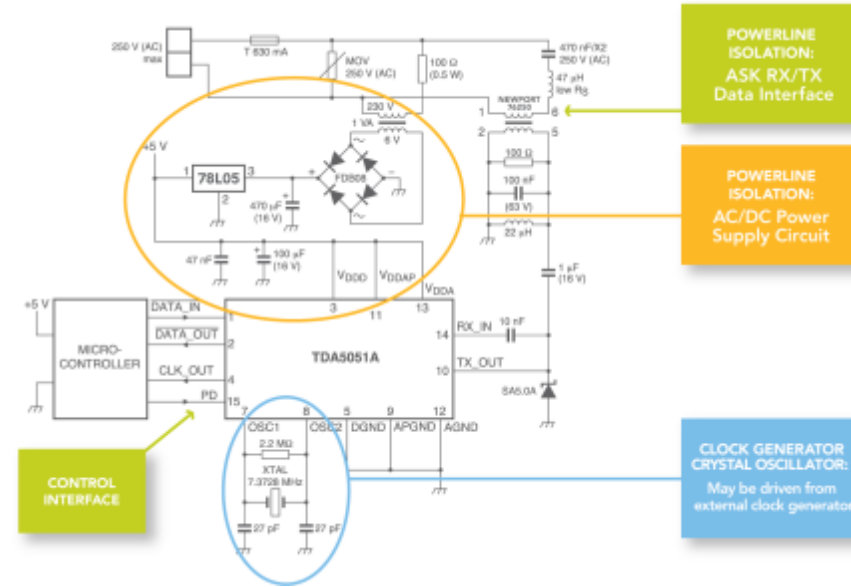 250 V (AC)
max
T 630 mA
MOV
250 V (AC)
100 Ω
(0.5 W)
470 nF/X2
250 V (AC)
47 µH
low RS
230 V
1 VA
6 V
NEWPORT
76250
1
6
2
5
+5 V
1
78L05
3
2
+
FDB08
-
+
470 µF
(16 V)
100 Ω
100 nF
(63 V)
22 µH
47 nF
+
100 µF
(16 V)
VDDD
VDDAP
VDDA
1 µF
(16 V)
+5 V
MICRO-
CONTROLLER
DATA_IN
DATA_OUT
CLK_OUT
PD
1
2
4
15
3
11
13
TDA5051A
14
RX_IN
10 nF
10
TX_OUT
SA5.0A
7
8
5
9
12
OSC1
OSC2
DGND
APGND
AGND
2.2 MΩ
XTAL
7.3728 MHz
27 pF
27 pF
POWERLINE
ISOLATION:
ASK RX/TX
Data Interface
POWERLINE
ISOLATION:
AC/DC Power
Supply Circuit
CONTROL
INTERFACE
CLOCK GENERATOR
CRYSTAL OSCILLATOR:
May be driven from
external clock generator